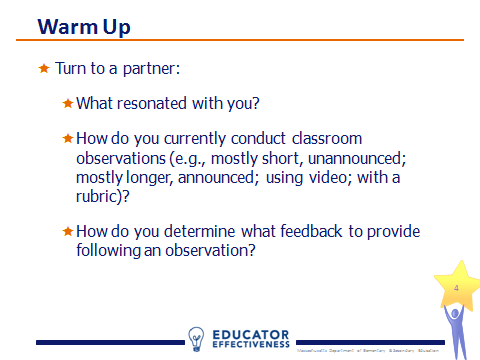 Warm Up
Turn to a partner:
What resonated with you?
How do you currently conduct classroom
observations (e.g., mostly short, unannounced;
mostly longer, announced; using video; with a
rubric)?
How do you determine what feedback to provide
following an observation?
4
EDUCATOR
EFFECTIVENESS
Massachusetts Department of Elementary & Secondary Education